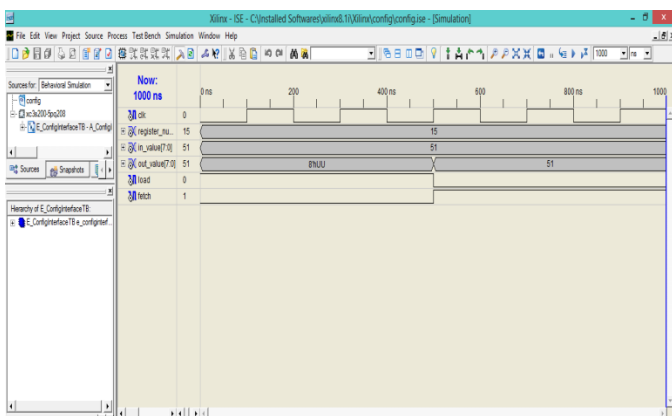 Xilinx - ISE - C:\Installed Softwares\xilinx8.1i\Xilinx\config\config.ise - [Simulation]
File Edit View Project Source Process Test Bench Simulation Window Help
1000 ns
Sources for: Behavioral Simulation
config
xc3s200-5pq208
E_ConfigInterfaceTB - A_Configi
Sources Snapshots
Hierarchy of E_ConfigInterfaceTB:
E_ConfigInterfaceTB e_configinterf...
Now:
1000 ns
0 ns 200 400 ns 600 800 ns 1000
clk 0
register_nu... 15 15
in_value[7:0] 51 51
out_value[7:0] 51 8'hUU 51
load 0
fetch 1